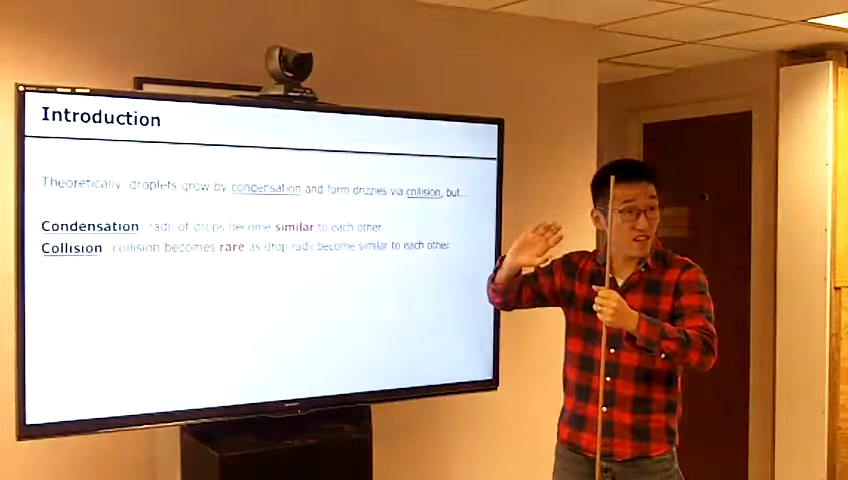 Introduction
Theoretically, droplets grow by condensation and form drizzles via collision, but...
Condensation: radii of drops become similar to each other.
Collision: collision becomes rare as drop radii become similar to each other.